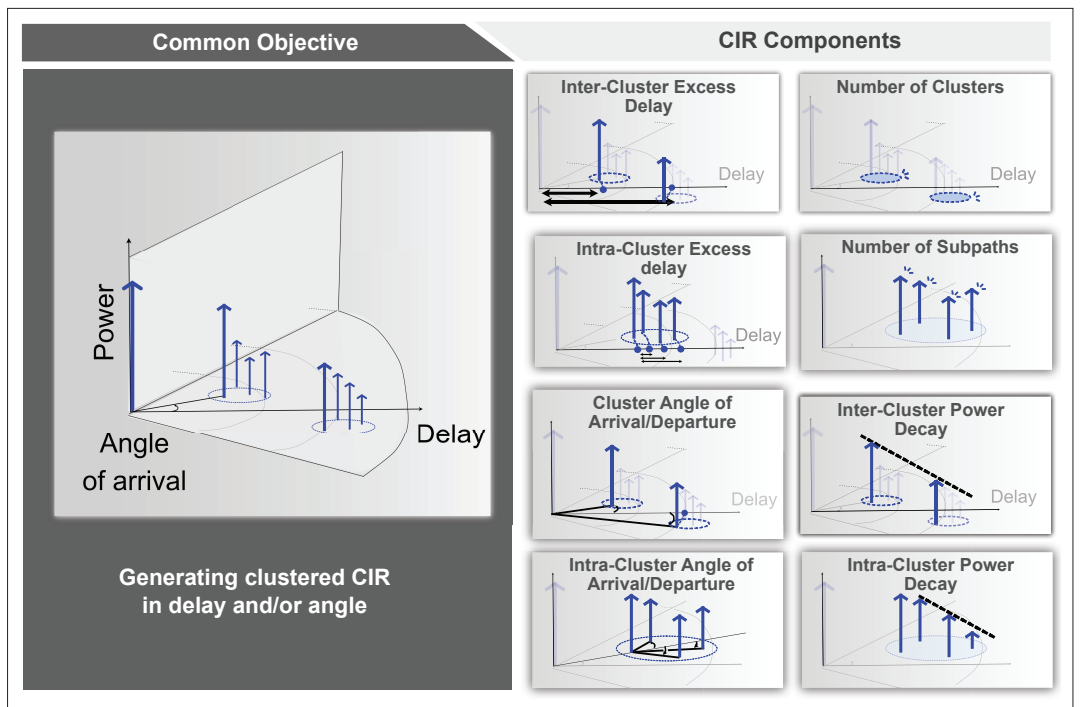 Common Objective
CIR Components
Power
Angle
of arrival
Delay
Generating clustered CIR
in delay and/or angle
Inter-Cluster Excess
Delay
Delay
Number of Clusters
Delay
Intra-Cluster Excess
delay
Delay
Number of Subpaths
Cluster Angle of
Arrival/Departure
Delay
Inter-Cluster Power
Decay
Delay
Intra-Cluster Angle of
Arrival/Departure
Intra-Cluster Power
Decay